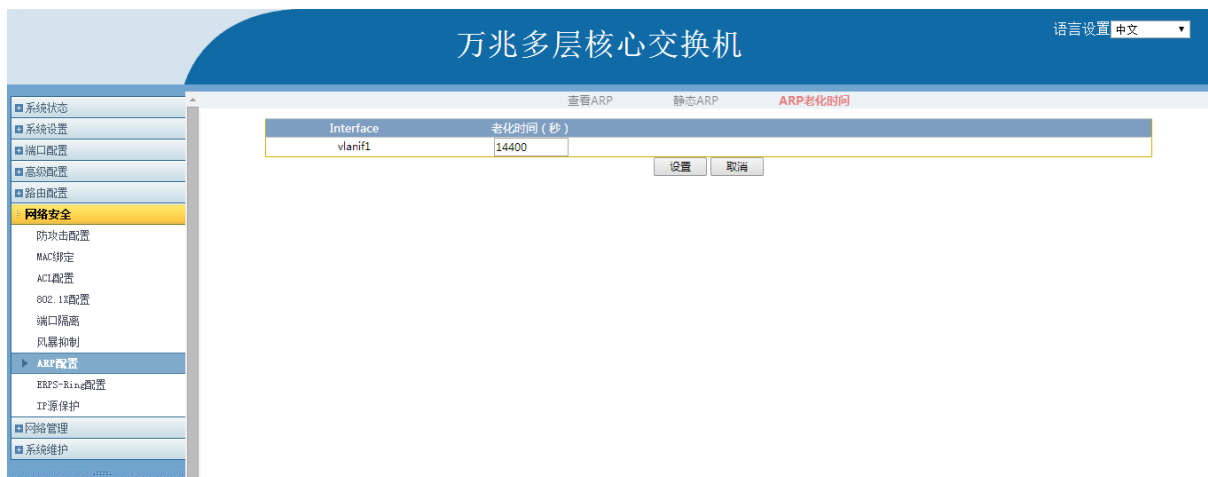 万兆多层核心交换机
语言设置 中文
查看ARP 静态ARP ARP老化时间
系统状态
系统设置
端口配置
高级配置
路由配置
网络安全
防攻击配置
MAC绑定
ACL配置
802.1X配置
端口隔离
风暴抑制
ARP配置
ERPS-Ring配置
IP源保护
网络管理
系统维护
Interface 老化时间（秒）
vlanif1 14400
设置 取消